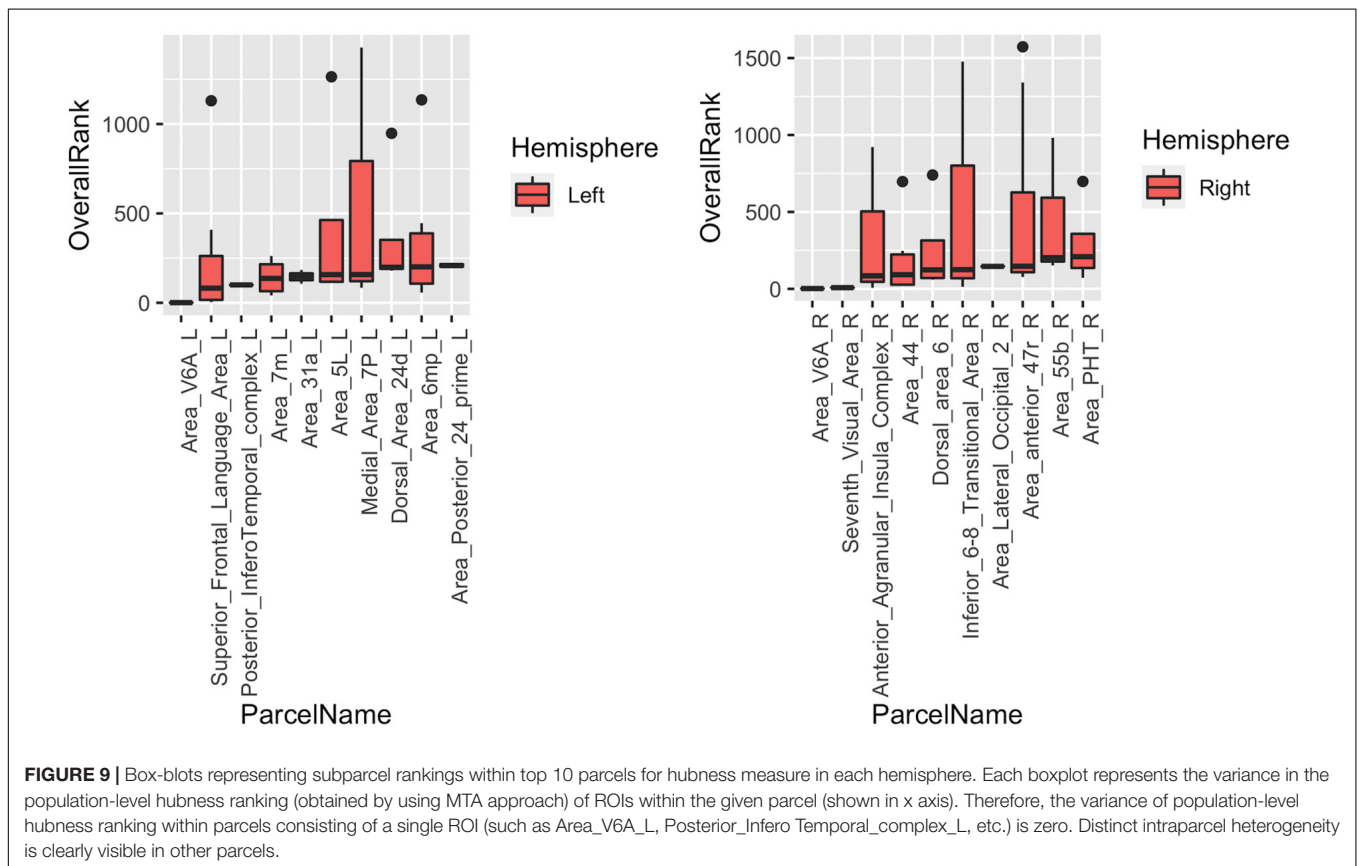 OverallRank
1000
500
0
Area_V6A_L
Superior_Frontal_Language_Area_L
Posterior_InferoTemporal_complex_L
Area_7m_L
Area_31a_L
Area_5L_L
Medial_Area_7P_L
Dorsal_Area_24d_L
Area_6mp_L
Area_Posterior_24_prime_L
ParcelName
Hemisphere
Left
OverallRank
1500
1000
500
0
Area_V6A_R
Seventh_Visual_Area_R
Anterior_Agranular_Insula_Complex_R
Area_44_R
Dorsal_area_6_R
Inferior_6-8_Transitional_Area_R
Area_Lateral_Occipital_2_R
Area_anterior_47r_R
Area_55b_R
Area_PHT_R
ParcelName
Hemisphere
Right
FIGURE 9 | Box-blots representing subparcel rankings within top 10 parcels for hubness measure in each hemisphere. Each boxplot represents the variance in the
population-level hubness ranking (obtained by using MTA approach) of ROIs within the given parcel (shown in x axis). Therefore, the variance of population-level
hubness ranking within parcels consisting of a single ROI (such as Area_V6A_L, Posterior_Infero Temporal_complex_L, etc.) is zero. Distinct intraparcel heterogeneity
is clearly visible in other parcels.